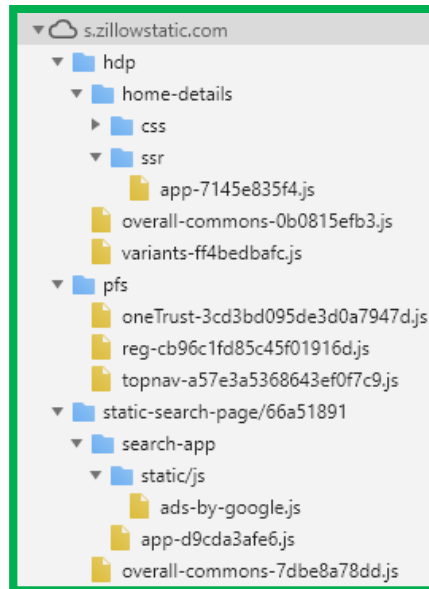 s.zillowstatic.com
hdp
home-details
css
ssr
app-7145e835f4.js
overall-commons-0b0815efb3.js
variants-ff4bedbafc.js
pfs
oneTrust-3cd3bd095de3d0a7947d.js
reg-cb96c1fd85c45f01916d.js
topnav-a57e3a5368643ef0f7c9.js
static-search-page/66a51891
search-app
static/js
ads-by-google.js
app-d9cda3afe6.js
overall-commons-7dbe8a78dd.js